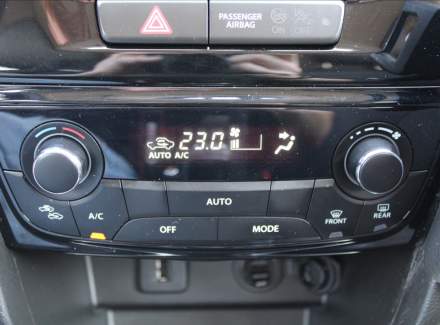 PASSENGER
AIRBAG
ON
OFF
23.0
AUTO A/C
A/C
AUTO
OFF
MODE
FRONT
REAR